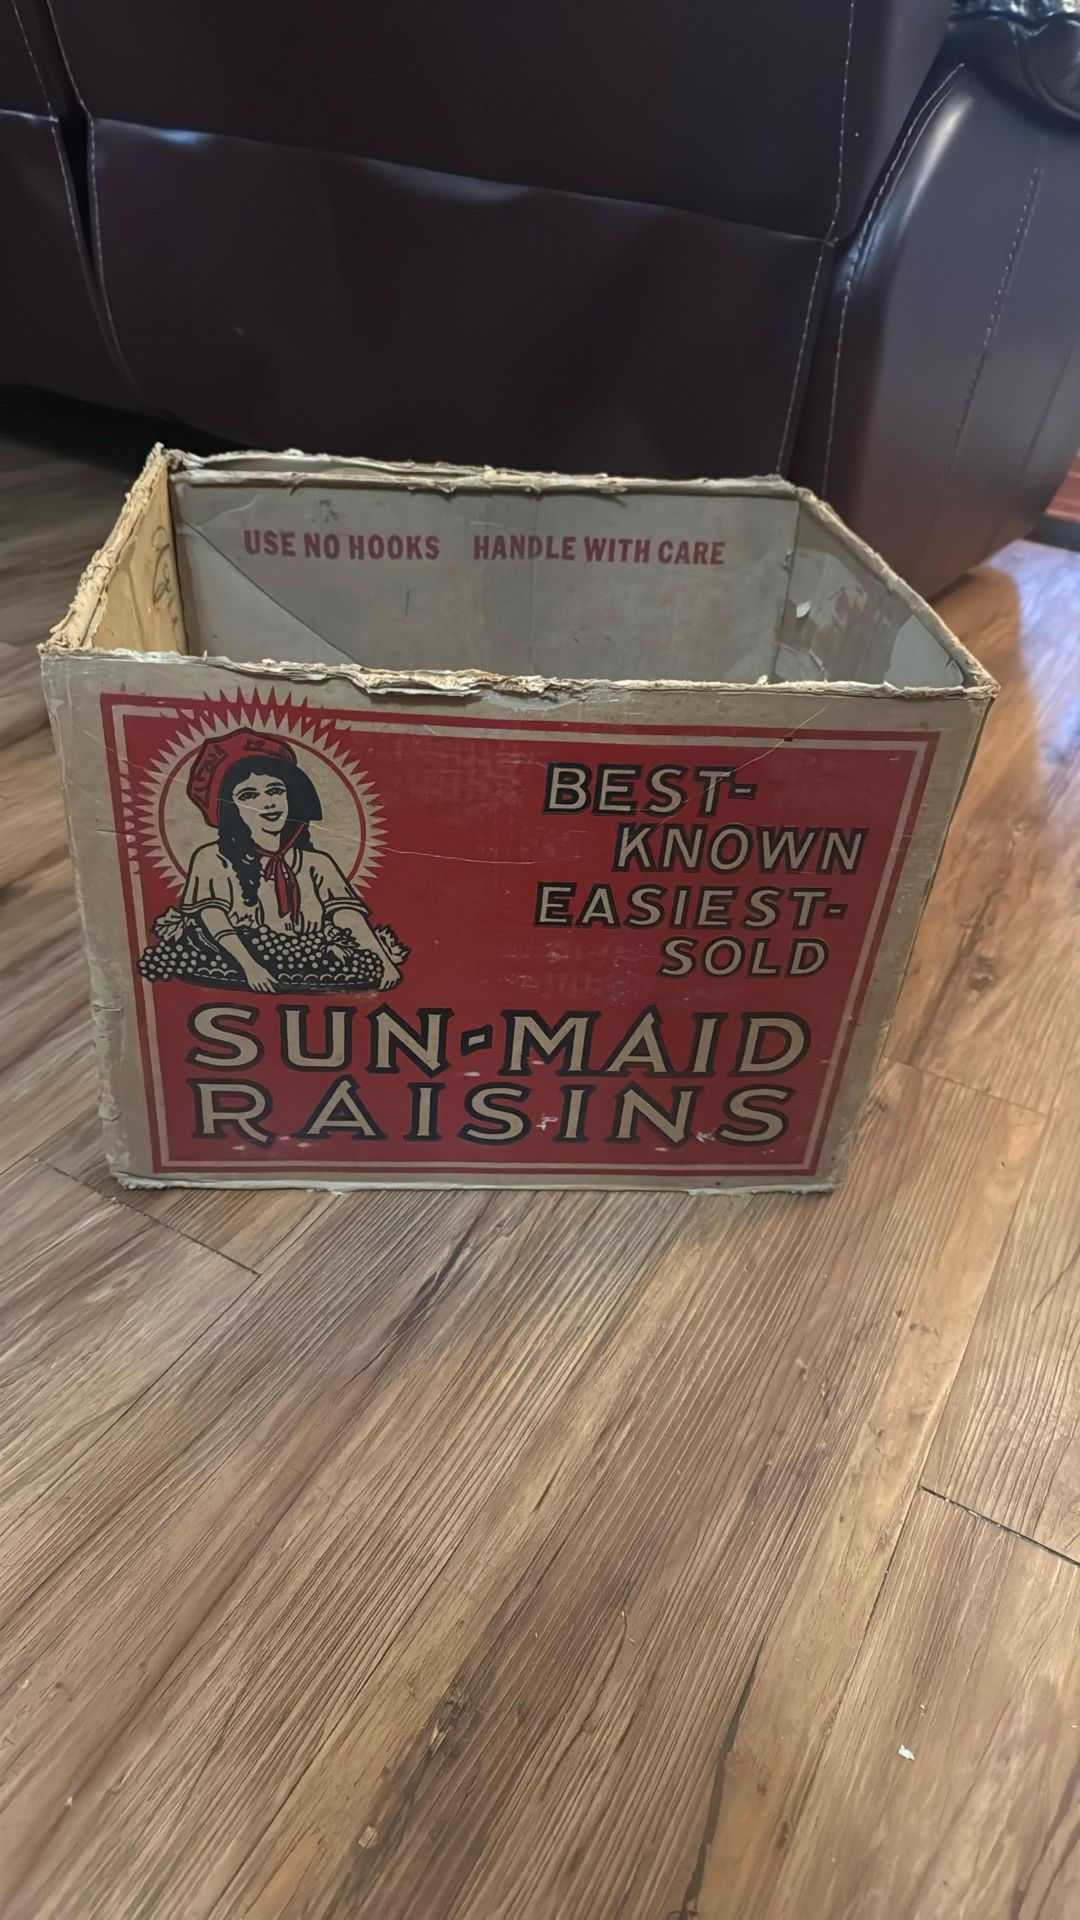 USE NO HOOKS HANDLE WITH CARE
BEST-
KNOWN
EASIEST-
SOLD
SUN-MAID
RAISINS